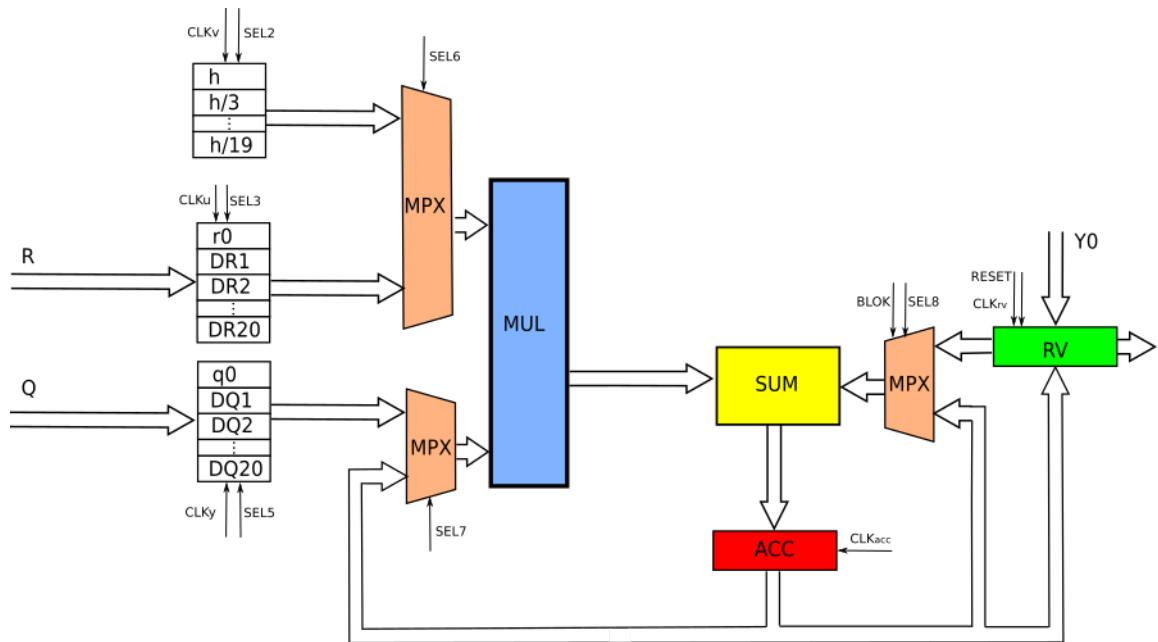 CLKv
SEL2
h
h/3
⋮
h/19
SEL6
MPX
CLKu
SEL3
R
r0
DR1
DR2
⋮
DR20
MUL
Q
q0
DQ1
DQ2
⋮
DQ20
CLKy
SEL5
MPX
SEL7
SUM
BLOK
SEL8
MPX
RESET
CLKrv
Y0
RV
ACC
CLKacc